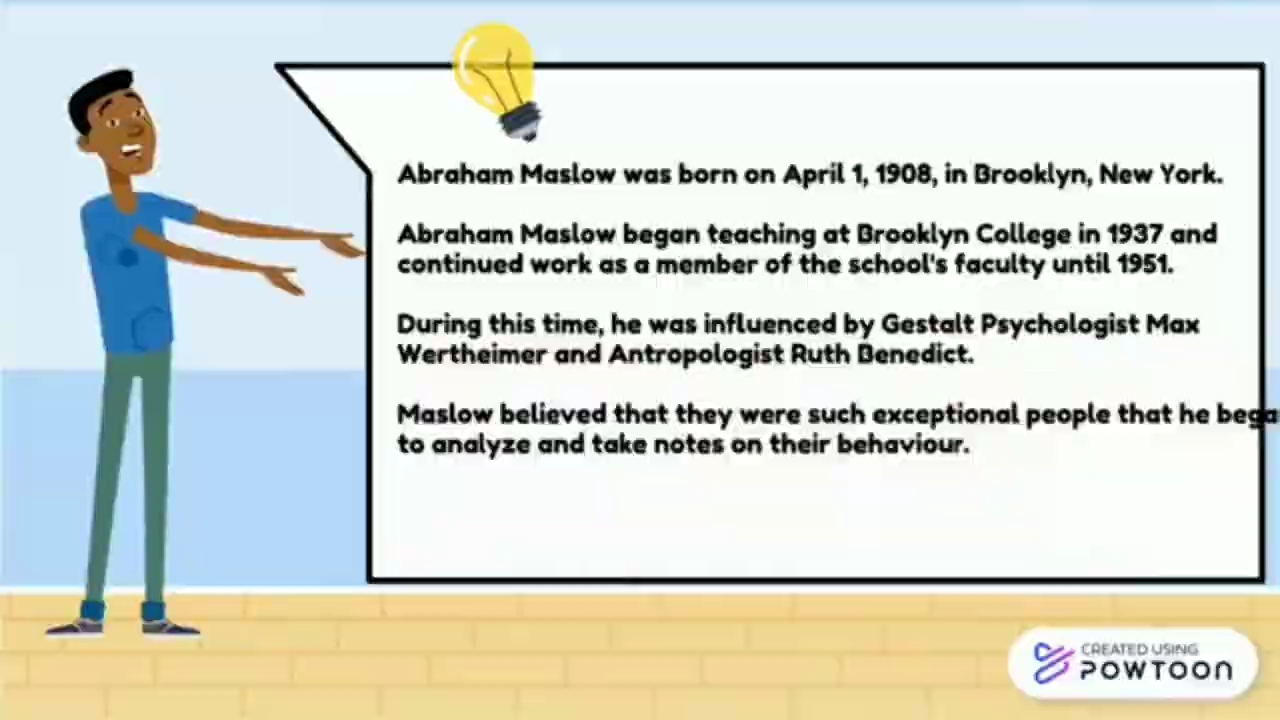 Abraham Maslow was born on April 1, 1908, in Brooklyn, New York.
Abraham Maslow began teaching at Brooklyn College in 1937 and
continued work as a member of the school's faculty until 1951.
During this time, he was influenced by Gestalt Psychologist Max
Wertheimer and Antropologist Ruth Benedict.
Maslow believed that they were such exceptional people that he bega
to analyze and take notes on their behaviour.
CREATED USING
POWTOON